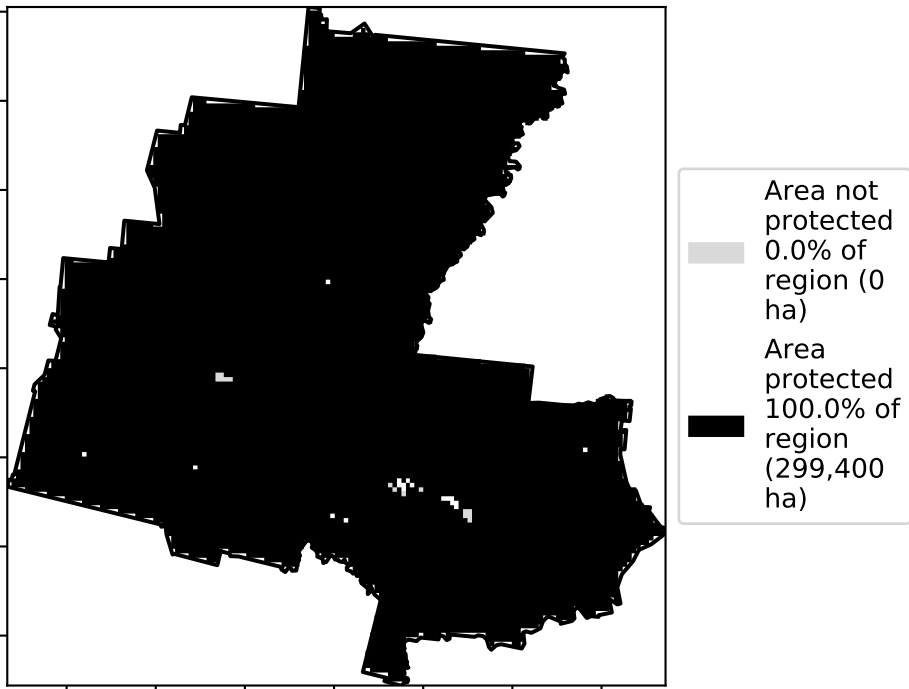 Area not
protected
0.0% of
region (0
ha)
Area
protected
100.0% of
region
(299,400
ha)